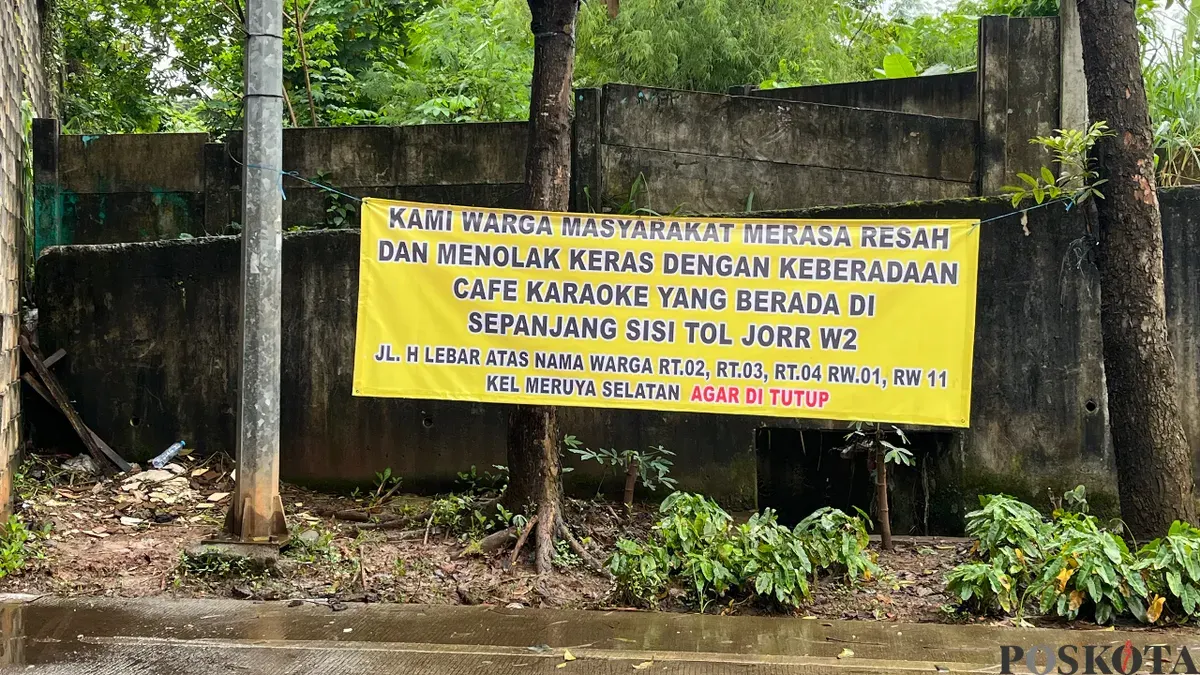 KAMI WARGA MASYARAKAT MERASA RESAH
DAN MENOLAK KERAS DENGAN KEBERADAAN
CAFE KARAOKE YANG BERADA DI
SEPANJANG SISI TOL JORR W2
JL. H LEBAR ATAS NAMA WARGA RT.02, RT.03, RT.04 RW.01, RW 11
KEL MERUYA SELATAN AGAR DI TUTUP
POSKOTA